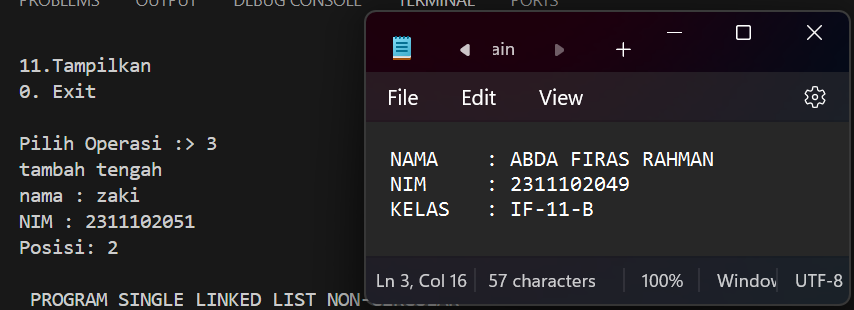 PROBLEMS OUTPUT DEBUG CONSOLE TERMINAL PORTS
11.Tampilkan
0. Exit
Pilih Operasi :> 3
tambah tengah
nama : zaki
NIM : 2311102051
Posisi: 2
PROGRAM SINGLE LINKED LIST NON-CIRCULAR
ain
File Edit View
NAMA : ABDA FIRAS RAHMAN
NIM : 2311102049
KELAS : IF-11-B
Ln 3, Col 16 57 characters 100% Window UTF-8